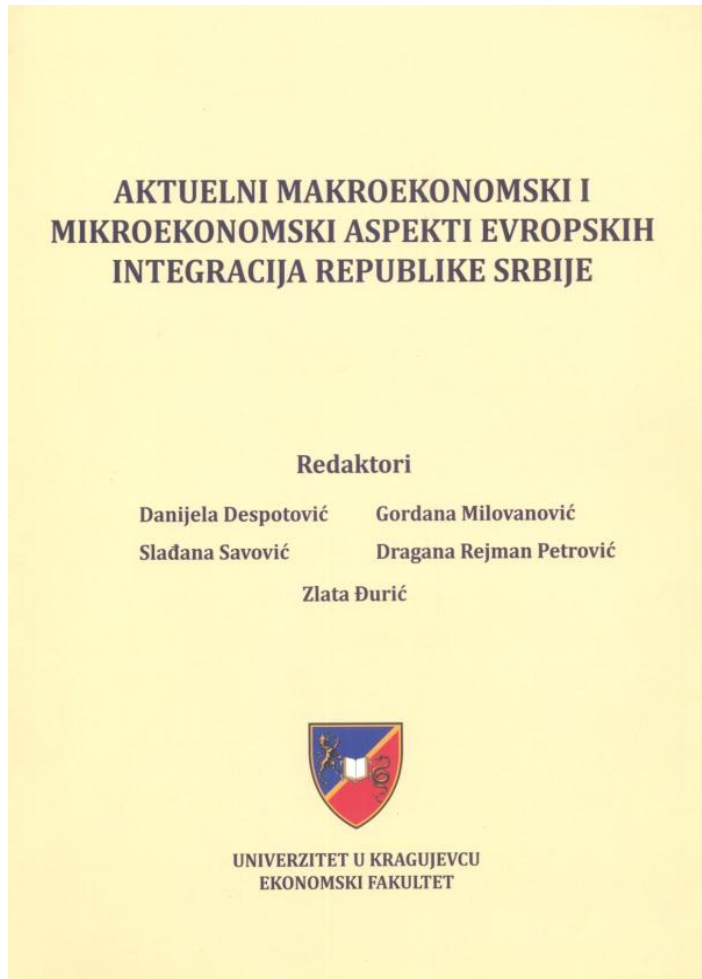 AKTUELNI MAKROEKONOMSKI I
MIKROEKONOMSKI ASPEKTI EVROPSKIH
INTEGRACIJA REPUBLIKE SRBIJE
Redaktori
Danijela Despotović Gordana Milovanović
Slađana Savović Dragana Rejman Petrović
Zlata Đurić
UNIVERZITET U KRAGUJEVCU
EKONOMSKI FAKULTET